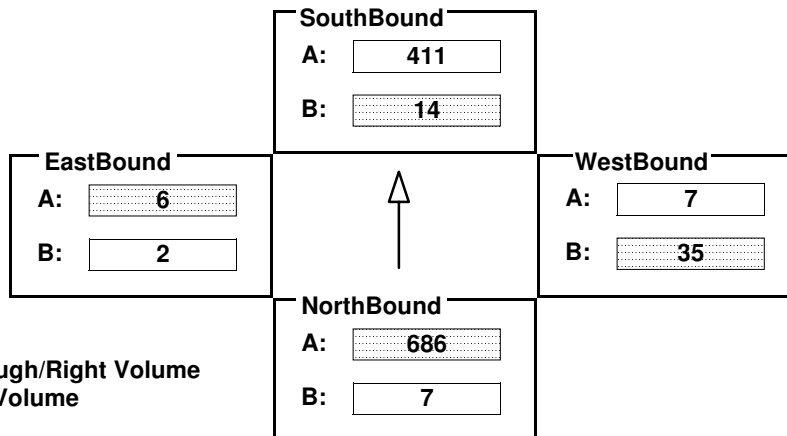 SouthBound
A: 411
B: 14
EastBound
A: 6
B: 2
WestBound
A: 7
B: 35
NorthBound
A: 686
B: 7
ugh/Right Volume
Volume